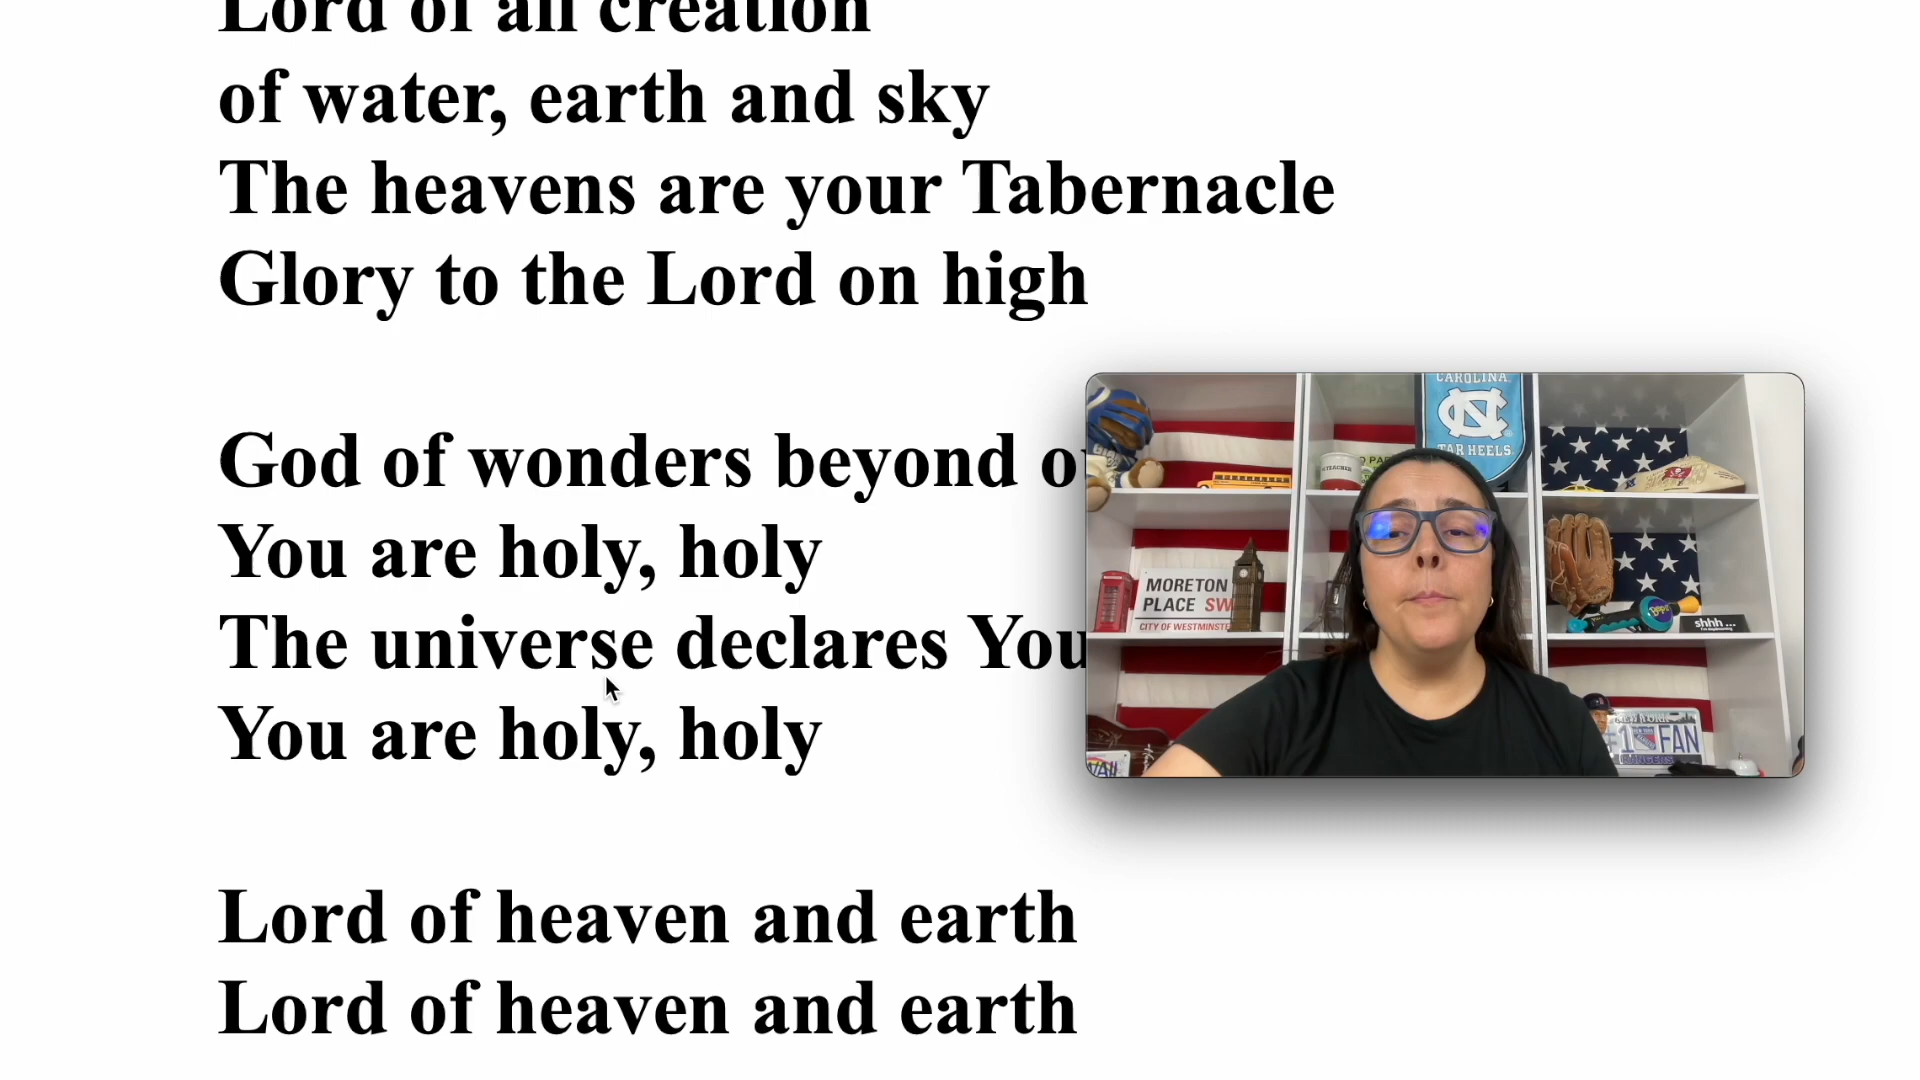 Lord of all creation
of water, earth and sky
The heavens are your Tabernacle
Glory to the Lord on high
God of wonders beyond
You are holy, holy
The universe declares You
You are holy, holy
Lord of heaven and earth
Lord of heaven and earth
CAROLINA
TAR HEELS
MORETON
PLACE SW
CITY OF WESTMINSTE
shhh ...
1 FAN